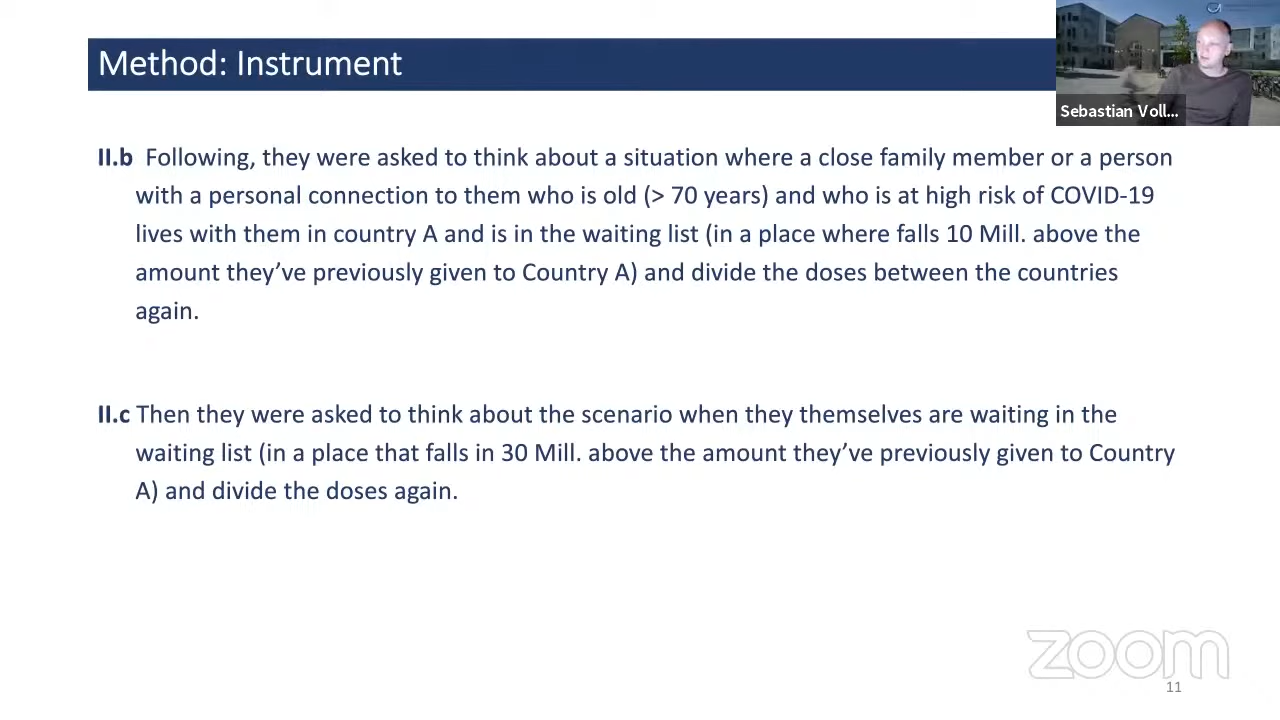 Method: Instrument
Sebastian Voll...
II.b Following, they were asked to think about a situation where a close family member or a person
with a personal connection to them who is old (> 70 years) and who is at high risk of COVID-19
lives with them in country A and is in the waiting list (in a place where falls 10 Mill. above the
amount they’ve previously given to Country A) and divide the doses between the countries
again.
II.c Then they were asked to think about the scenario when they themselves are waiting in the
waiting list (in a place that falls in 30 Mill. above the amount they’ve previously given to Country
A) and divide the doses again.
zoom
11